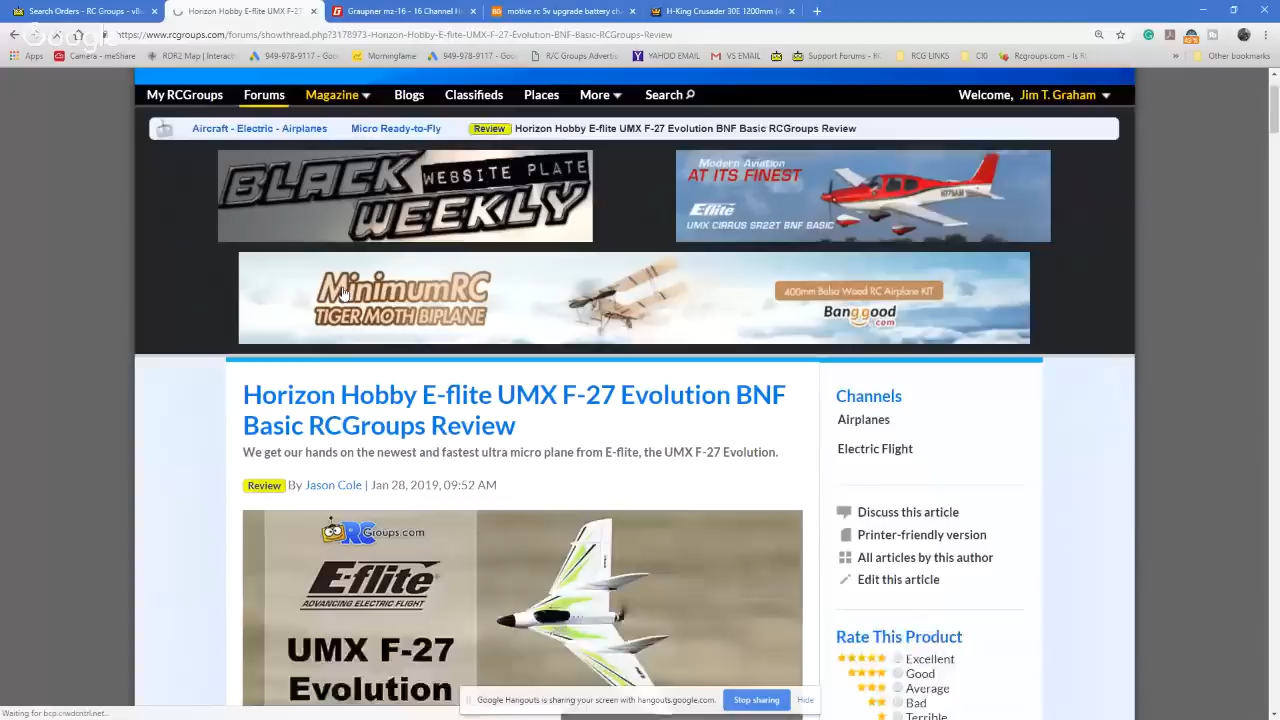 Search Orders - RC Groups - vB
Horizon Hobby E-flite UMX F-27
Graupner mz-16 - 16 Channel H
motive rc 5v upgrade battery ch
H-King Crusader 30E 1200mm (
https://www.rcgroups.com/forums/showthread.php?3178973-Horizon-Hobby-E-flite-UMX-F-27-Evolution-BNF-Basic-RCGroups-Review
Google
Apps
Camera - meShare
RDR2 Map | Interact
949-978-9117 - Goo
Morningfame
949-978-9117 - Goo
R/C Groups Adverti
YAHOO EMAIL
VS EMAIL
Support Forums - RC
RC LINKS
CIO
Rcgroups.com - Is R
»
Other bookmarks
My RCGroups
Forums
Magazine
Blogs
Classifieds
Places
More
Search
Welcome, Jim T. Graham
Aircraft - Electric - Airplanes
Micro Ready-to-Fly
Review
Horizon Hobby E-flite UMX F-27 Evolution BNF Basic RCGroups Review
BLACK WEBSITE PLATE
WEEKLY
Modern Aviation
AT ITS FINEST
E-flite
UMX CIRRUS SR22T BNF BASIC
MinimumRC
TIGER MOTH BIPLANE
400mm Balsa Wood RC Airplane KIT
Banggood
.com
Horizon Hobby E-flite UMX F-27 Evolution BNF
Basic RCGroups Review
We get our hands on the newest and fastest ultra micro plane from E-flite, the UMX F-27 Evolution.
Review By Jason Cole | Jan 28, 2019, 09:52 AM
RCGroups.com
E-flite
ADVANCING ELECTRIC FLIGHT
UMX F-27
Evolution
Channels
Airplanes
Electric Flight
Discuss this article
Printer-friendly version
All articles by this author
Edit this article
Rate This Product
Excellent
Good
Average
Bad
Terrible
Google Hangouts is sharing your screen with hangouts.google.com.
Stop sharing
Hide
Waiting for bcp.crwdcntrl.net...